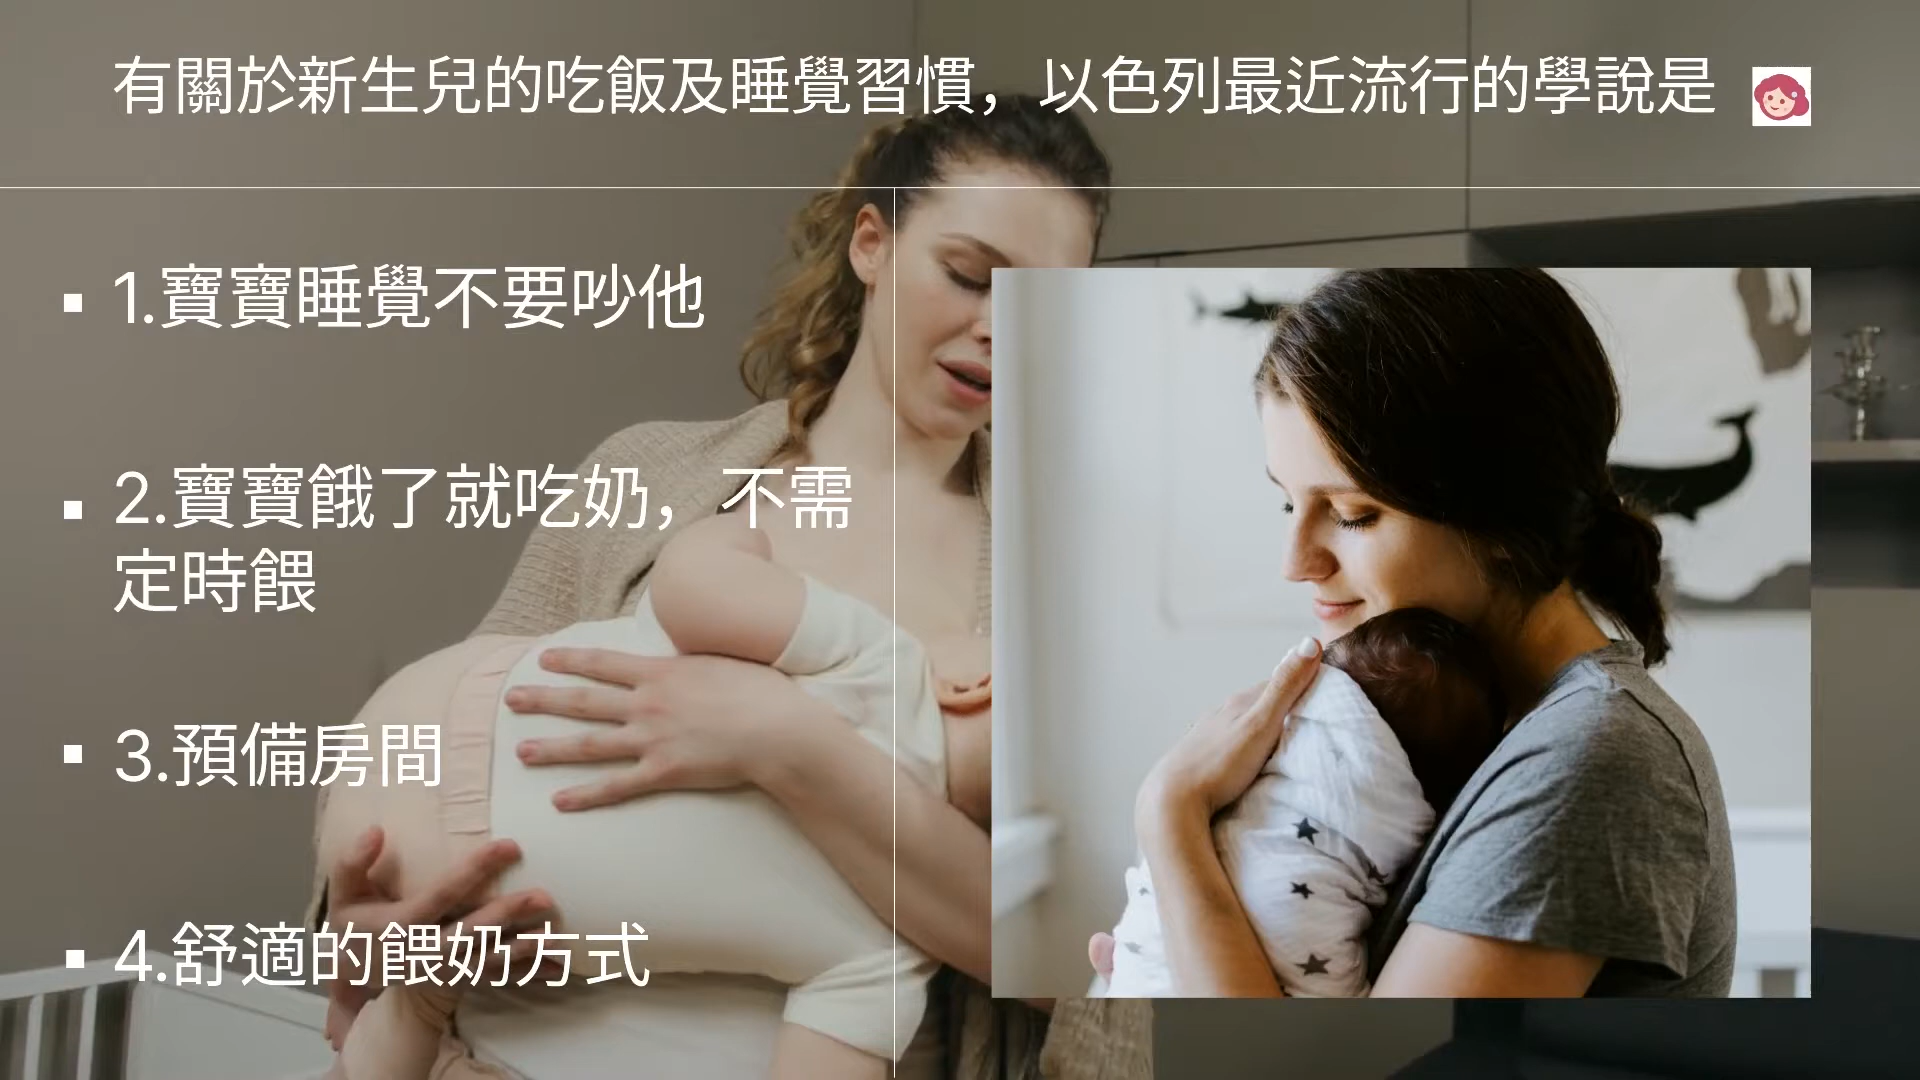 有關於新生兒的吃飯及睡覺習慣，以色列最近流行的學說是
1.寶寶睡覺不要吵他
2.寶寶餓了就吃奶，不需
定時餵
3.預備房間
4.舒適的餵奶方式